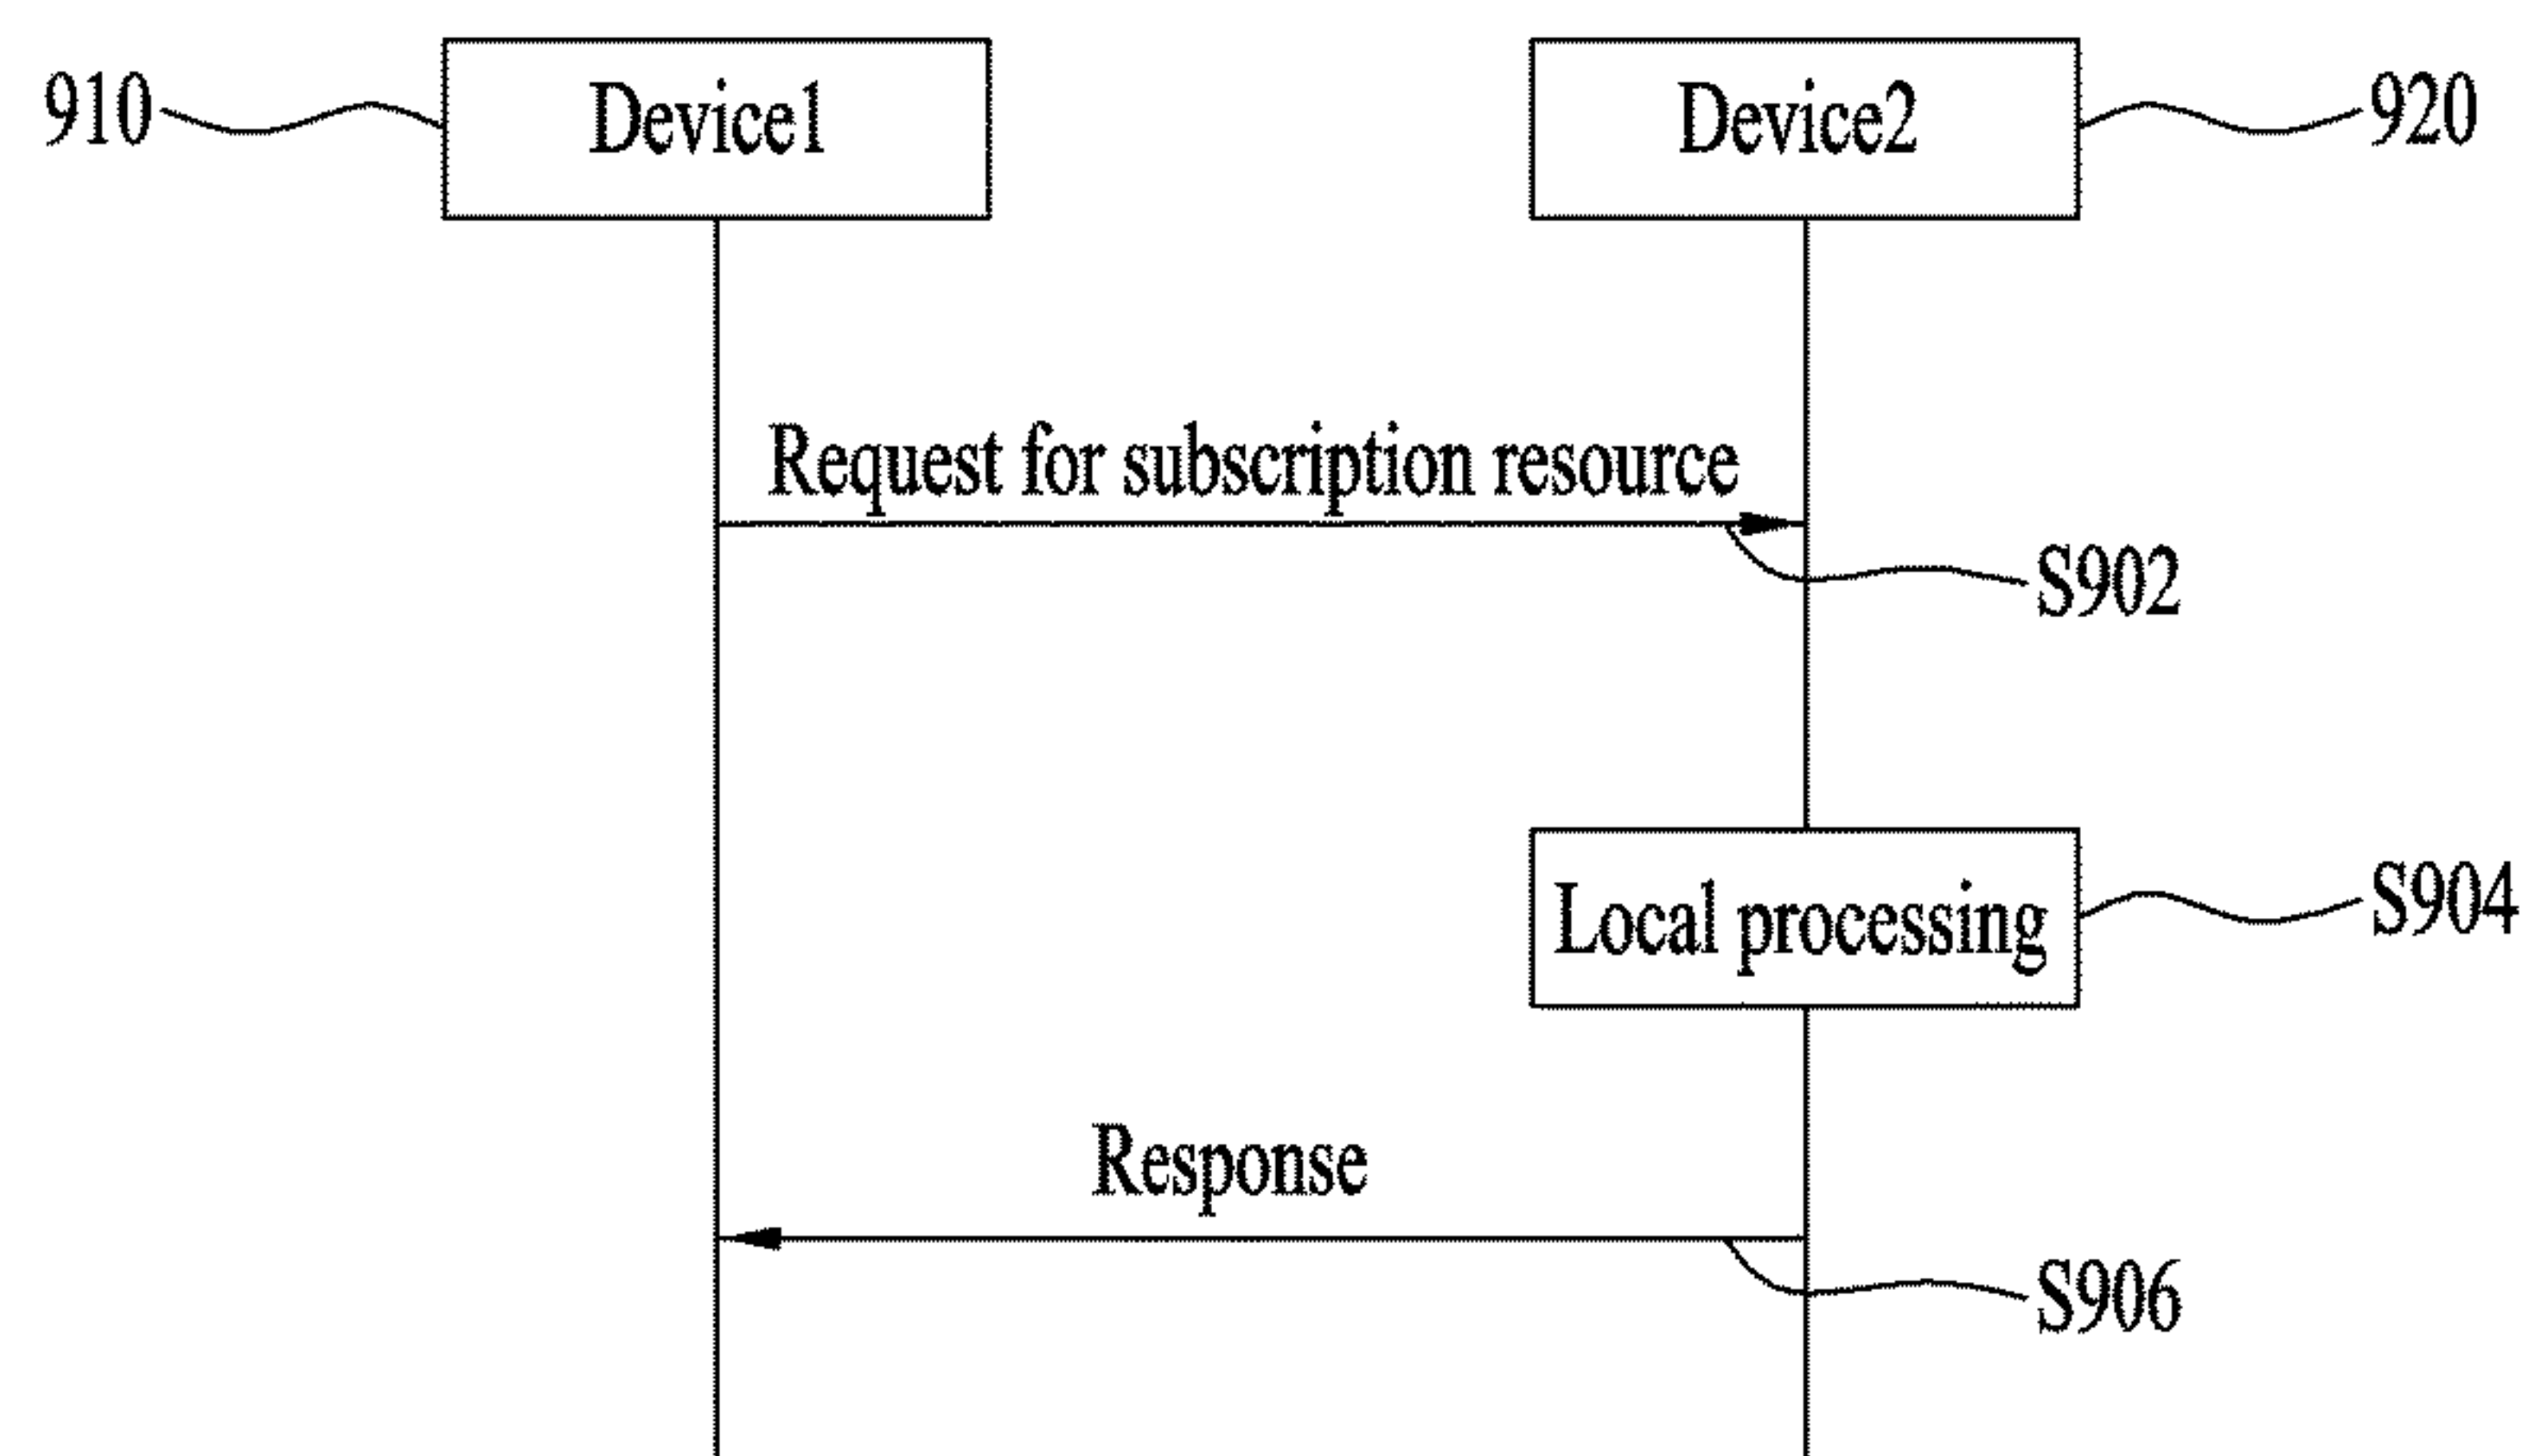 910
Device1
Device2
920
Request for subscription resource
S902
Local processing
S904
Response
S906